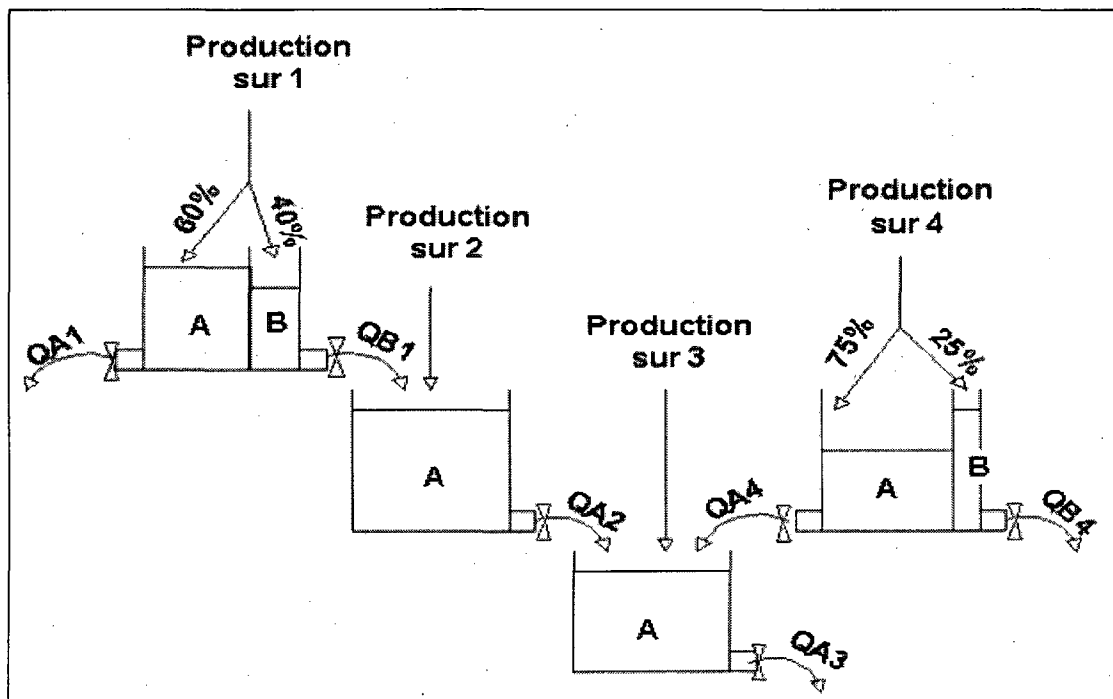 Production
sur 1
60%
40%
Production
sur 2
Production
sur 4
A
B
QA1
QB1
Production
sur 3
75%
25%
A
QA2
QA4
A
B
QB4
A
QA3